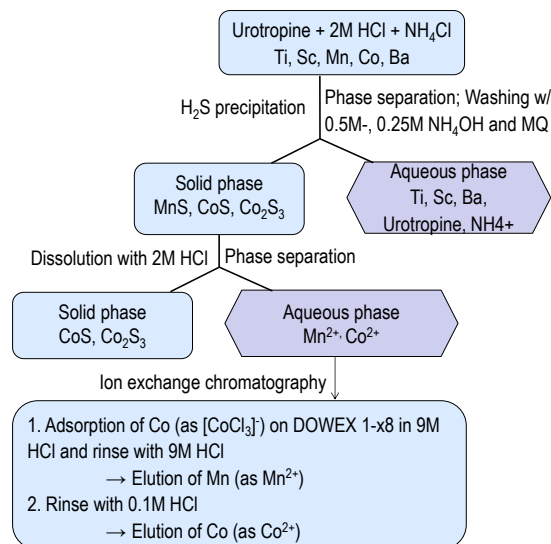 Urotropine + 2M HCl + NH₄Cl
Ti, Sc, Mn, Co, Ba
H₂S precipitation
Phase separation; Washing w/
0.5M-, 0.25M NH₄OH and MQ
Solid phase
MnS, CoS, Co₂S₃
Aqueous phase
Ti, Sc, Ba,
Urotropine, NH4+
Dissolution with 2M HCl
Phase separation
Solid phase
CoS, Co₂S₃
Aqueous phase
Mn²⁺, Co²⁺
Ion exchange chromatography
1. Adsorption of Co (as [CoCl₃]⁻) on DOWEX 1-x8 in 9M
HCl and rinse with 9M HCl
→ Elution of Mn (as Mn²⁺)
2. Rinse with 0.1M HCl
→ Elution of Co (as Co²⁺)